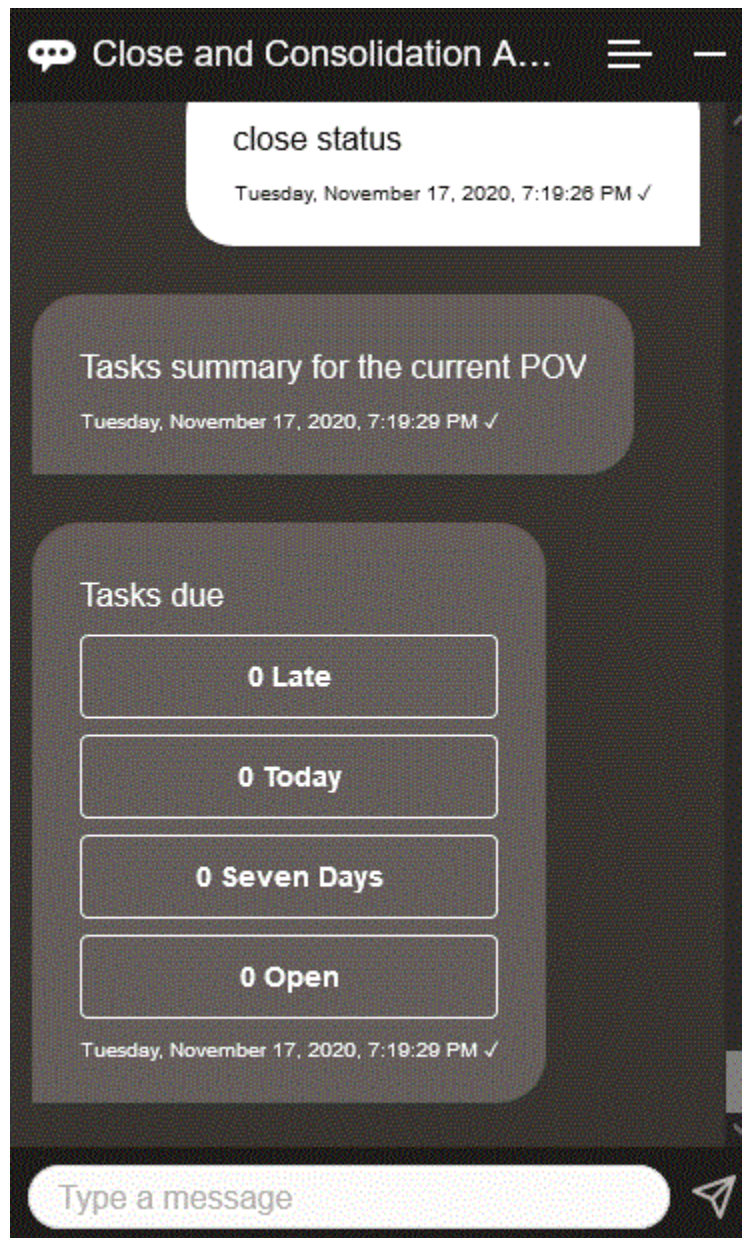 Close and Consolidation A...
close status
Tuesday, November 17, 2020, 7:19:26 PM ✓
Tasks summary for the current POV
Tuesday, November 17, 2020, 7:19:29 PM ✓
Tasks due
0 Late
0 Today
0 Seven Days
0 Open
Tuesday, November 17, 2020, 7:19:29 PM ✓
Type a message